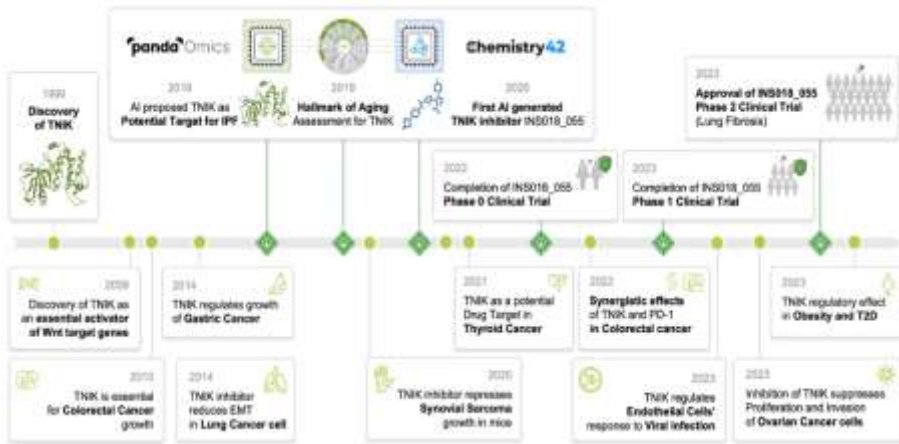 panda Omics
Chemistry42
1999
Discovery
of TNIK
2018
AI proposed TNIK as
Potential Target for IPF
2019
Hallmark of Aging
Assessment for TNIK
2020
First AI generated
TNIK inhibitor INS018_055
2023
Approval of INS018_055
Phase 2 Clinical Trial
(Lung Fibrosis)
2022
Completion of INS018_055
Phase 0 Clinical Trial
2023
Completion of INS018_055
Phase 1 Clinical Trial
2009
Discovery of TNIK as
an essential activator
of Wnt target genes
2014
TNIK regulates growth
of Gastric Cancer
2021
TNIK as a potential
Drug Target in
Thyroid Cancer
2022
Synergistic effects
of TNIK and PD-1
in Colorectal cancer
2023
TNIK regulatory effect
in Obesity and T2D
2010
TNIK is essential
for Colorectal Cancer
growth
2014
TNIK inhibitor
reduces EMT
in Lung Cancer cell
2020
TNIK inhibitor represses
Synovial Sarcoma
growth in mice
2023
TNIK regulates
Endothelial Cells'
response to Viral infection
2023
Inhibition of TNIK suppresses
Proliferation and Invasion
of Ovarian Cancer cells